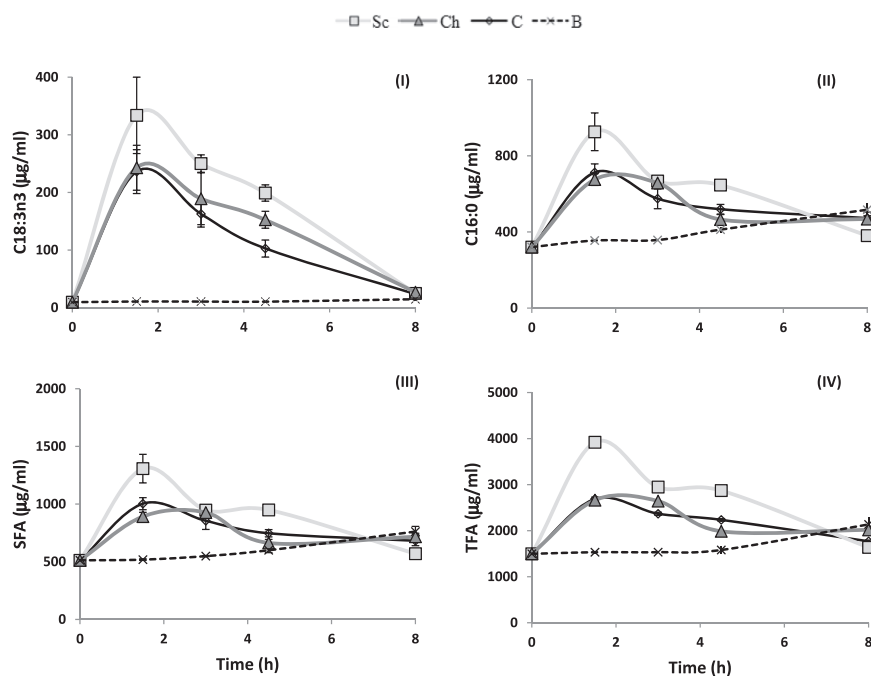 Sc Ch C B
(I)
C18:3n3 (µg/ml)
400
300
200
100
0
0 2 4 6 8
(II)
C16:0 (µg/ml)
1200
800
400
0
0 2 4 6 8
(III)
SFA (µg/ml)
2000
1500
1000
500
0
0 2 4 6 8
Time (h)
(IV)
TFA (µg/ml)
5000
4000
3000
2000
1000
0
0 2 4 6 8
Time (h)